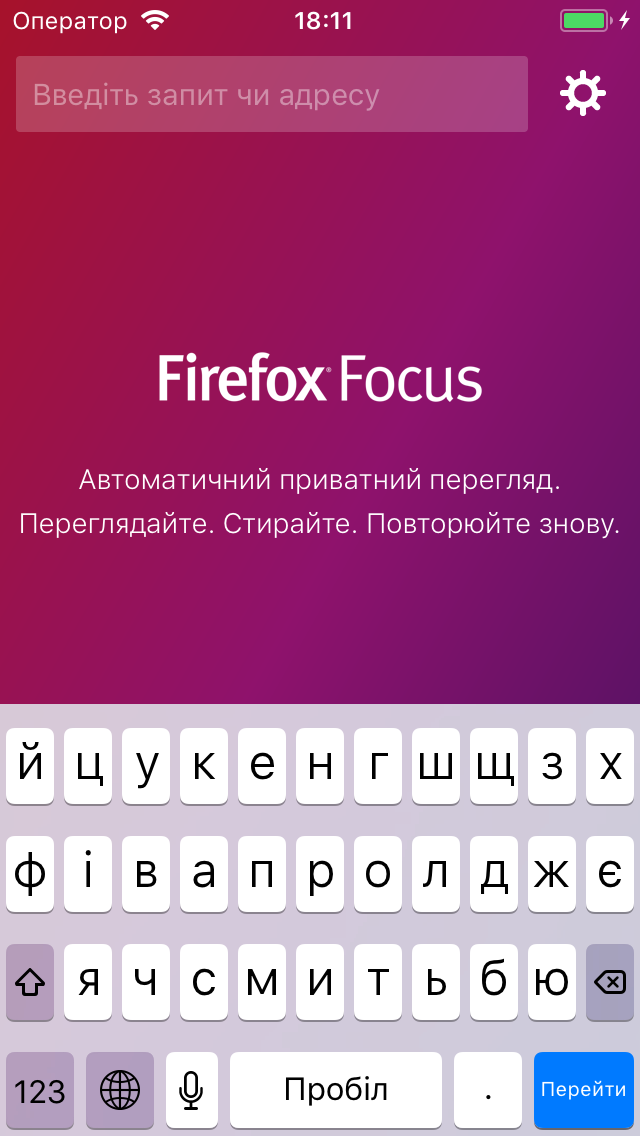 Оператор 18:11
Введіть запит чи адресу
Firefox® Focus
Автоматичний приватний перегляд.
Переглядайте. Стирайте. Повторюйте знову.
й ц у к е н г ш щ з х
ф і в а п р о л д ж є
я ч с м и т ь б ю
123 Пробіл . Перейти